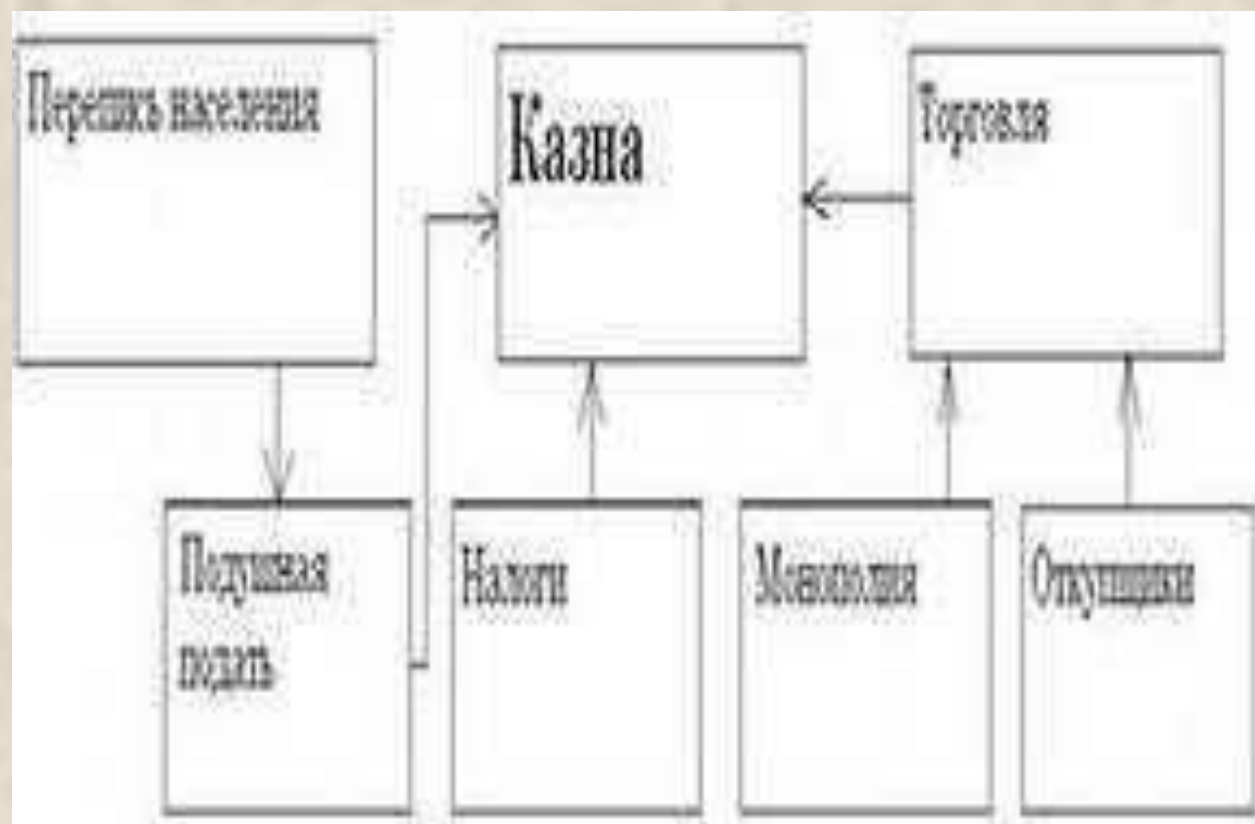 Перепись населения
Казна
Торговля
Подушная
подать
Налоги
Монополия
Откупщики